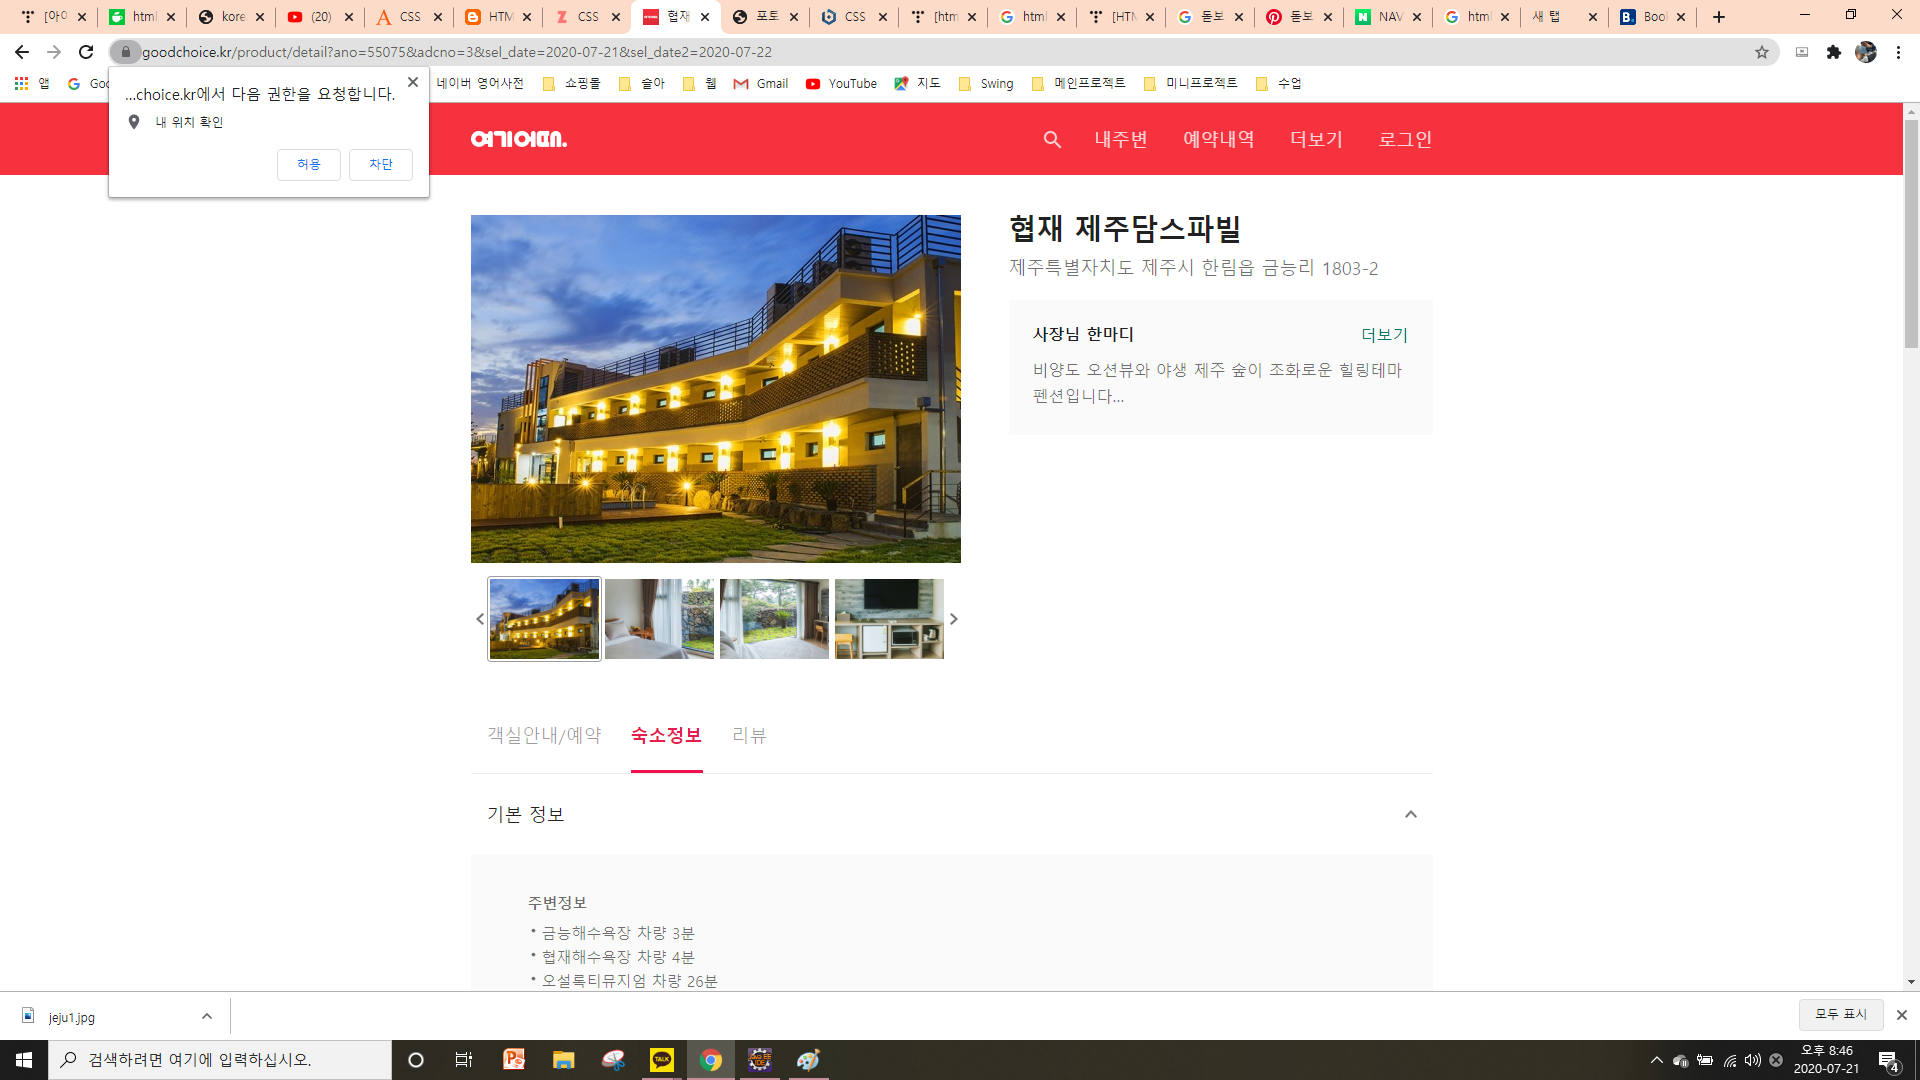 [아이
html
kore
(20)
CSS
HTM
CSS
협재
포토
CSS
[htm
html
[HTM
돋보
돋보
NAV
html
새 탭
Bool
goodchoice.kr/product/detail?ano=55075&adcno=3&sel_date=2020-07-21&sel_date2=2020-07-22
앱
Goo
네이버 영어사전
쇼핑몰
슬아
웹
Gmail
YouTube
지도
Swing
메인프로젝트
미니프로젝트
수업
...choice.kr에서 다음 권한을 요청합니다.
내 위치 확인
허용
차단
여기어때.
내주변
예약내역
더보기
로그인
협재 제주담스파빌
제주특별자치도 제주시 한림읍 금능리 1803-2
사장님 한마디
더보기
비양도 오션뷰와 야생 제주 숲이 조화로운 힐링테마
펜션입니다...
객실안내/예약
숙소정보
리뷰
기본 정보
주변정보
• 금능해수욕장 차량 3분
• 협재해수욕장 차량 4분
• 오설록티뮤지엄 차량 26분
jeju1.jpg
모두 표시
검색하려면 여기에 입력하십시오.
TALK
오후 8:46
2020-07-21
4